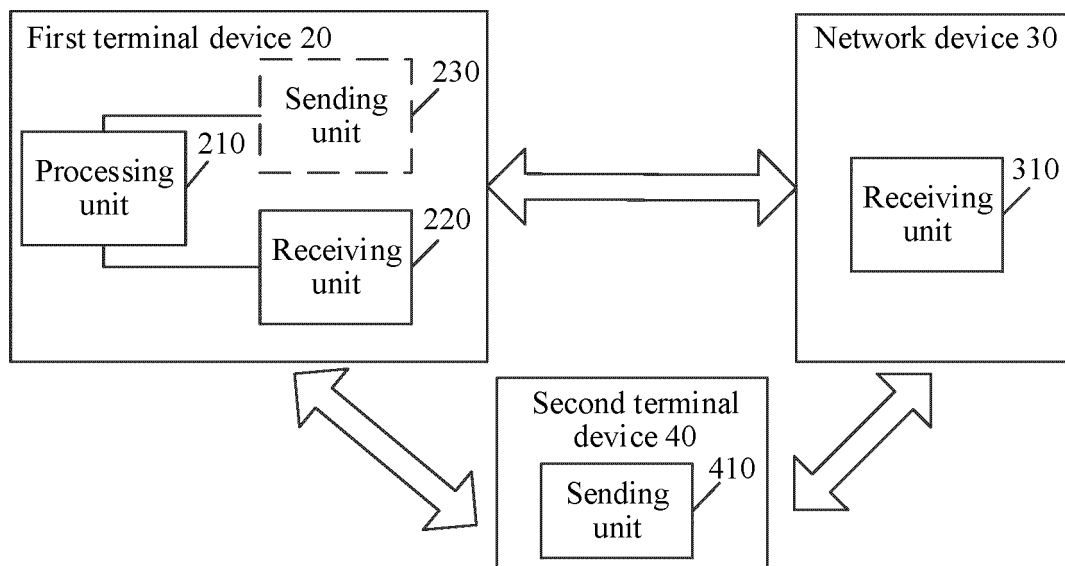 First terminal device 20
230
Sending
unit
210
Processing
unit
220
Receiving
unit
Network device 30
310
Receiving
unit
Second terminal
device 40
410
Sending
unit